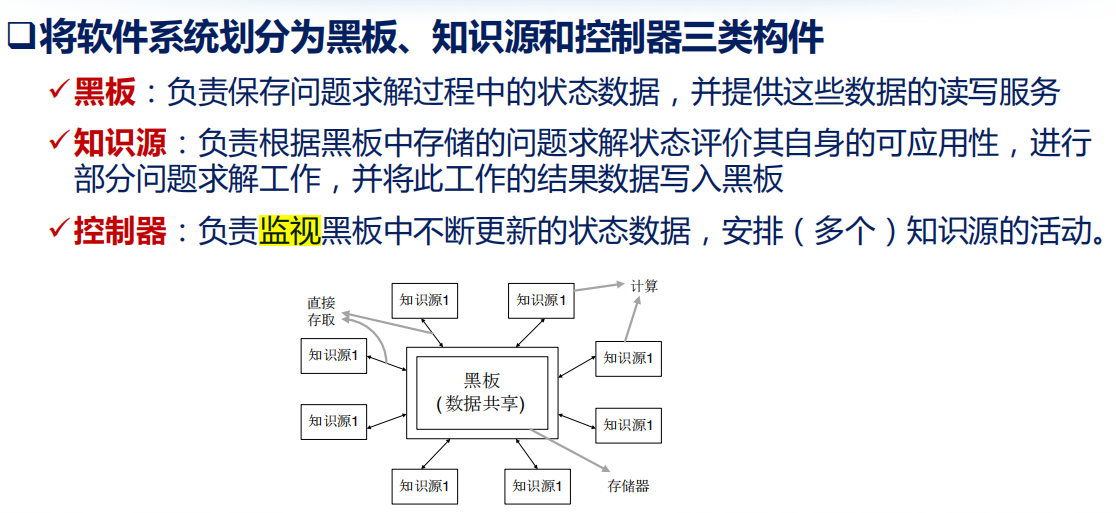 ❑将软件系统划分为黑板、知识源和控制器三类构件
✓黑板：负责保存问题求解过程中的状态数据，并提供这些数据的读写服务
✓知识源：负责根据黑板中存储的问题求解状态评价其自身的可应用性，进行
部分问题求解工作，并将此工作的结果数据写入黑板
✓控制器：负责监视黑板中不断更新的状态数据，安排（多个）知识源的活动。
直接
存取
知识源1
知识源1
计算
知识源1
知识源1
黑板
(数据共享)
知识源1
知识源1
知识源1
知识源1
存储器